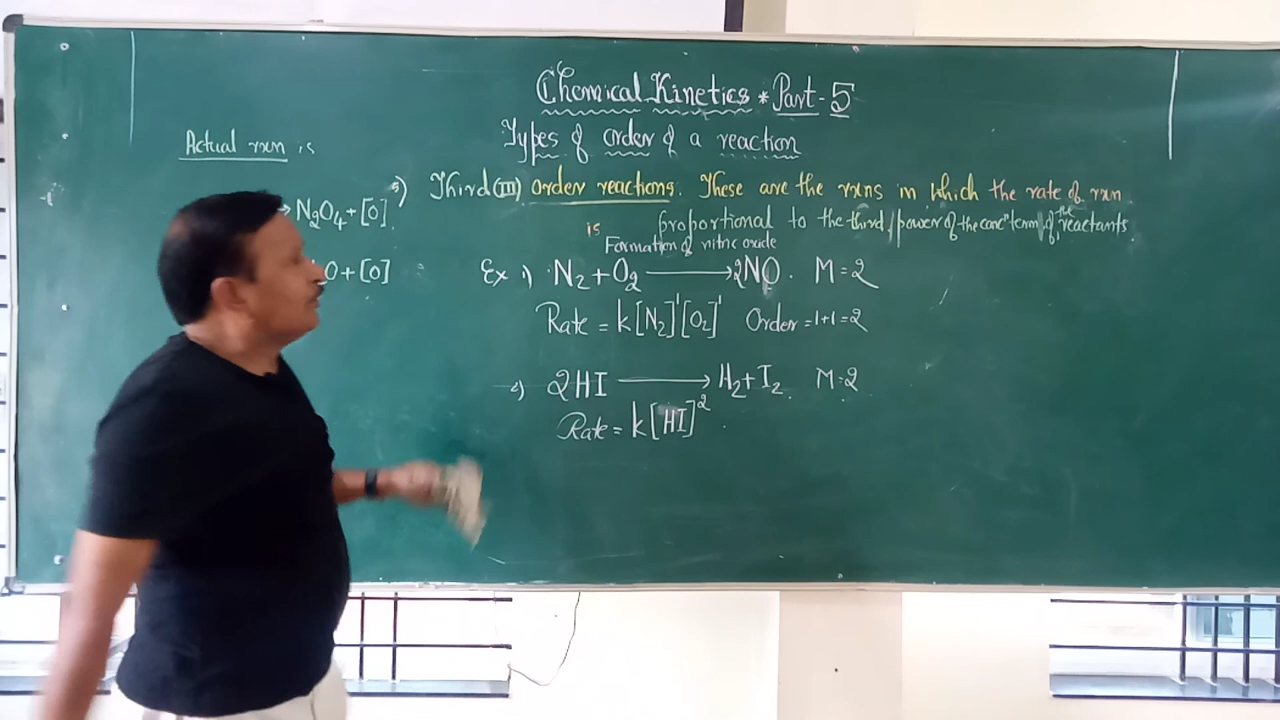 Chemical Kinetics * Part - 5
Types of order of a reaction
Actual rxn is
→ N₂O₄ + [O].
O + [O]
3) Third (III) order reactions. These are the rxns in which the rate of rxn
is proportional to the third power of the concⁿ term of the reactants.
Formation of nitric oxide
Ex 1) N₂ + O₂ ⟶ 2NO. M = 2
Rate = k[N₂]¹[O₂]¹ Order = 1+1 = 2
2HI ⟶ H₂ + I₂. M = 2
Rate = k[HI]²